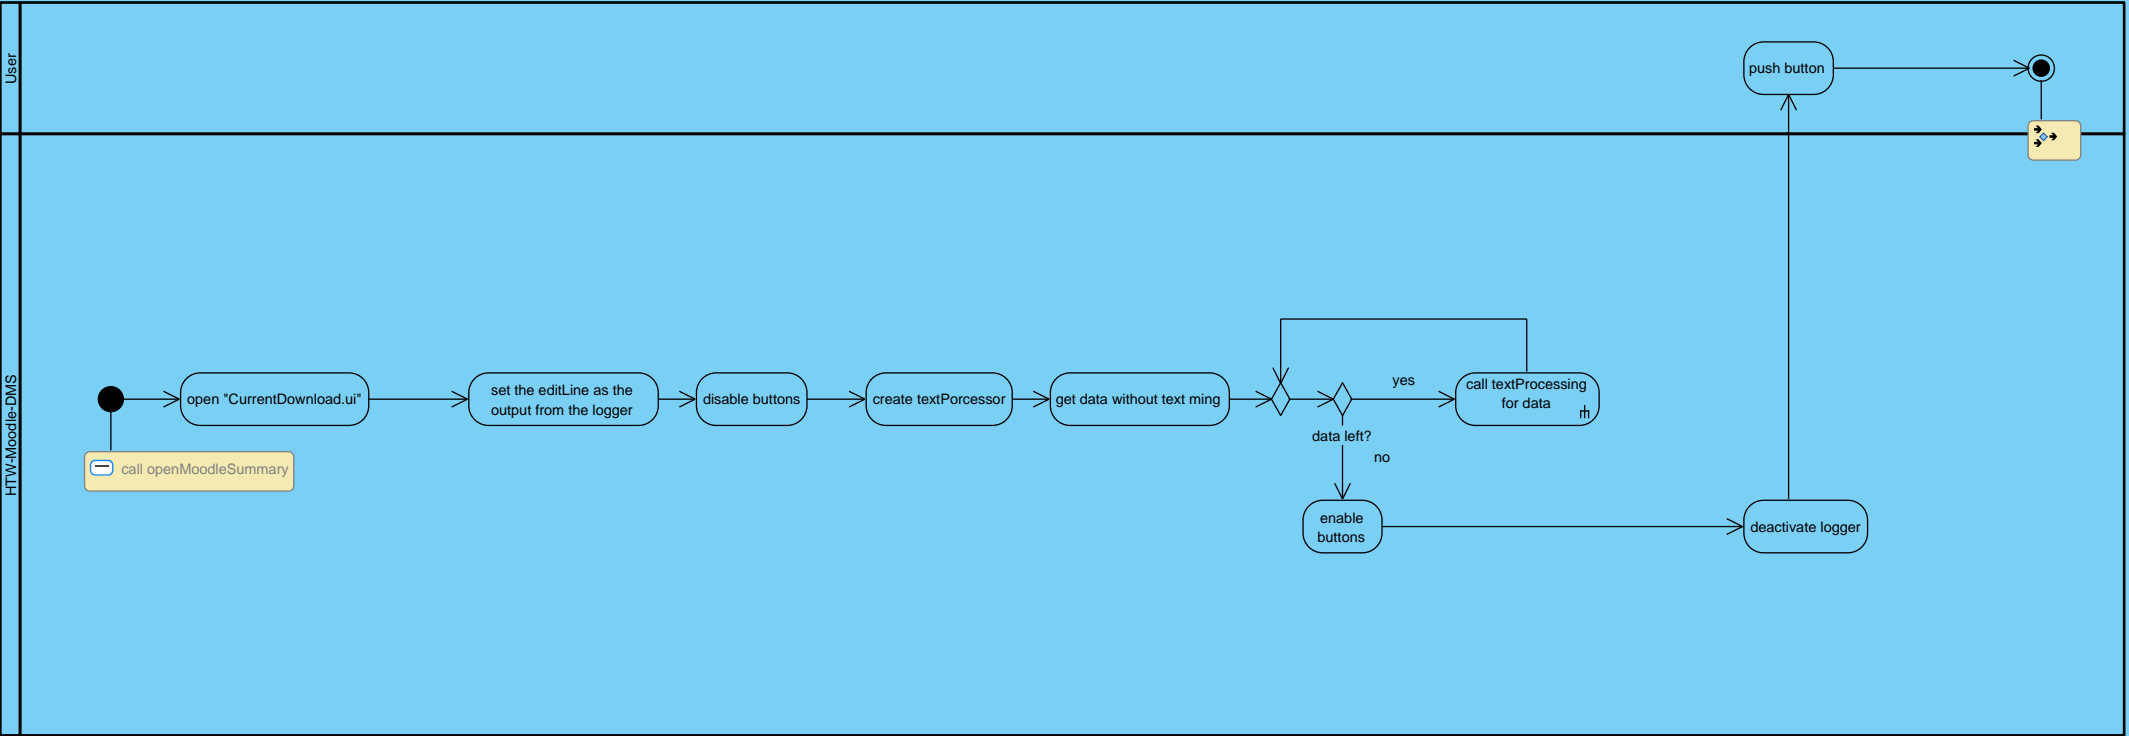 User
push button
HTW-Moodle-DMS
open "CurrentDownload.ui"
set the editLine as the
output from the logger
disable buttons
create textPorcessor
get data without text ming
yes
call textProcessing
for data
data left?
no
call openMoodleSummary
enable
buttons
deactivate logger